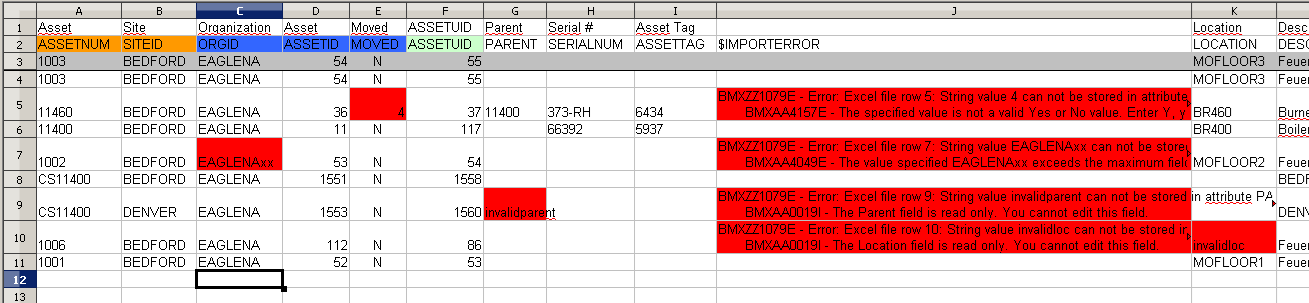 A B C D E F G H I J K
1 Asset Site Organization Asset Moved ASSETUID Parent Serial # Asset Tag Location Desc
2 ASSETNUM SITEID ORGID ASSETID MOVED ASSETUID PARENT SERIALNUM ASSETTAG $IMPORTERROR LOCATION DESC
3 1003 BEDFORD EAGLENA 54 N 55 MOFLOOR3 Feuer
4 1003 BEDFORD EAGLENA 54 N 55 MOFLOOR3 Feuer
BMXZZ1079E - Error: Excel file row 5: String value 4 can not be stored in attribute
5 11460 BEDFORD EAGLENA 36 4 37 11400 373-RH 6434 BMXAA4157E - The specified value is not a valid Yes or No value. Enter Y, y BR460 Burne
6 11400 BEDFORD EAGLENA 11 N 117 66392 5937 BR400 Boiler
BMXZZ1079E - Error: Excel file row 7: String value EAGLENAxx can not be store
7 1002 BEDFORD EAGLENAxx 53 N 54 BMXAA4049E - The value specified EAGLENAxx exceeds the maximum field MOFLOOR2 Feuer
8 CS11400 BEDFORD EAGLENA 1551 N 1558 BEDF
BMXZZ1079E - Error: Excel file row 9: String value invalidparent can not be stored in attribute PA
9 CS11400 DENVER EAGLENA 1553 N 1560 invalidparent BMXAA0019I - The Parent field is read only. You cannot edit this field. DENV
BMXZZ1079E - Error: Excel file row 10: String value invalidloc can not be stored in
10 1006 BEDFORD EAGLENA 112 N 86 BMXAA0019I - The Location field is read only. You cannot edit this field. invalidloc Feuer
11 1001 BEDFORD EAGLENA 52 N 53 MOFLOOR1 Feuer
12
13